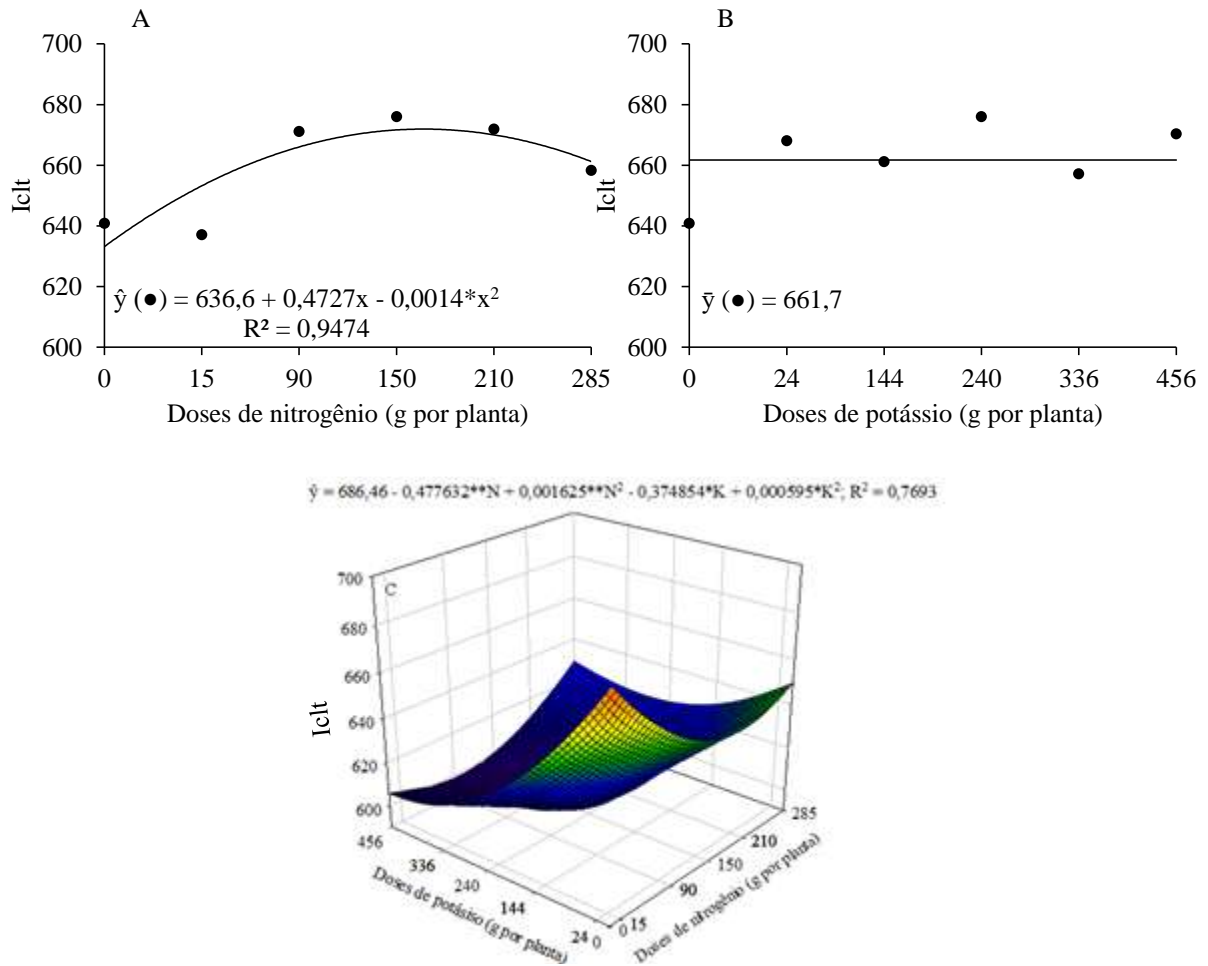 A
700
680
660
640
620
600
Iclt
ŷ (●) = 636,6 + 0,4727x - 0,0014*x²
R² = 0,9474
0 15 90 150 210 285
Doses de nitrogênio (g por planta)
B
700
680
660
640
620
600
Iclt
ȳ (●) = 661,7
0 24 144 240 336 456
Doses de potássio (g por planta)
ŷ = 686,46 - 0,477632**N + 0,001625**N² - 0,374854*K + 0,000595*K²; R² = 0,7693
C
700
680
660
640
620
600
Iclt
456 336 240 144 24 0
Doses de potásiso (g por planta)
0 15 90 150 210 285
Doses de nitrogênio (g por planta)